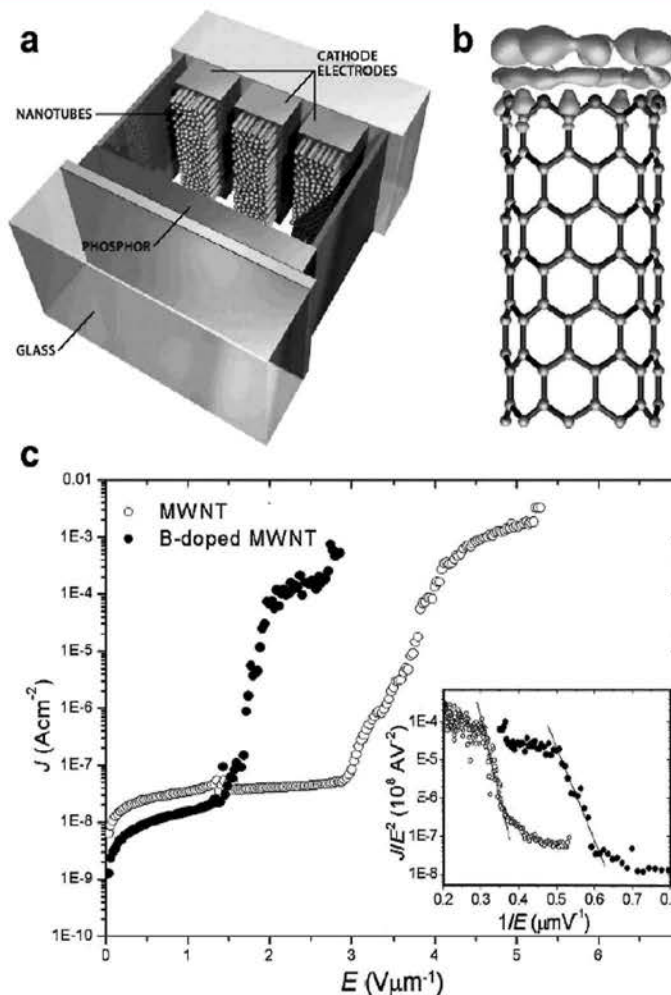 a
CATHODE
ELECTRODES
NANOTUBES
PHOSPHOR
GLASS
b
c
0.01
1E-3
1E-4
1E-5
1E-6
1E-7
1E-8
1E-9
1E-10
J (Acm⁻²)
○ MWNT
● B-doped MWNT
0 1 2 3 4 5 6
E (Vμm⁻¹)
1E-4
E-5
E-6
1E-7
1E-8
J/E² (10⁸ AV⁻²)
0.2 0.3 0.4 0.5 0.6 0.7
1/E (μmV⁻¹)